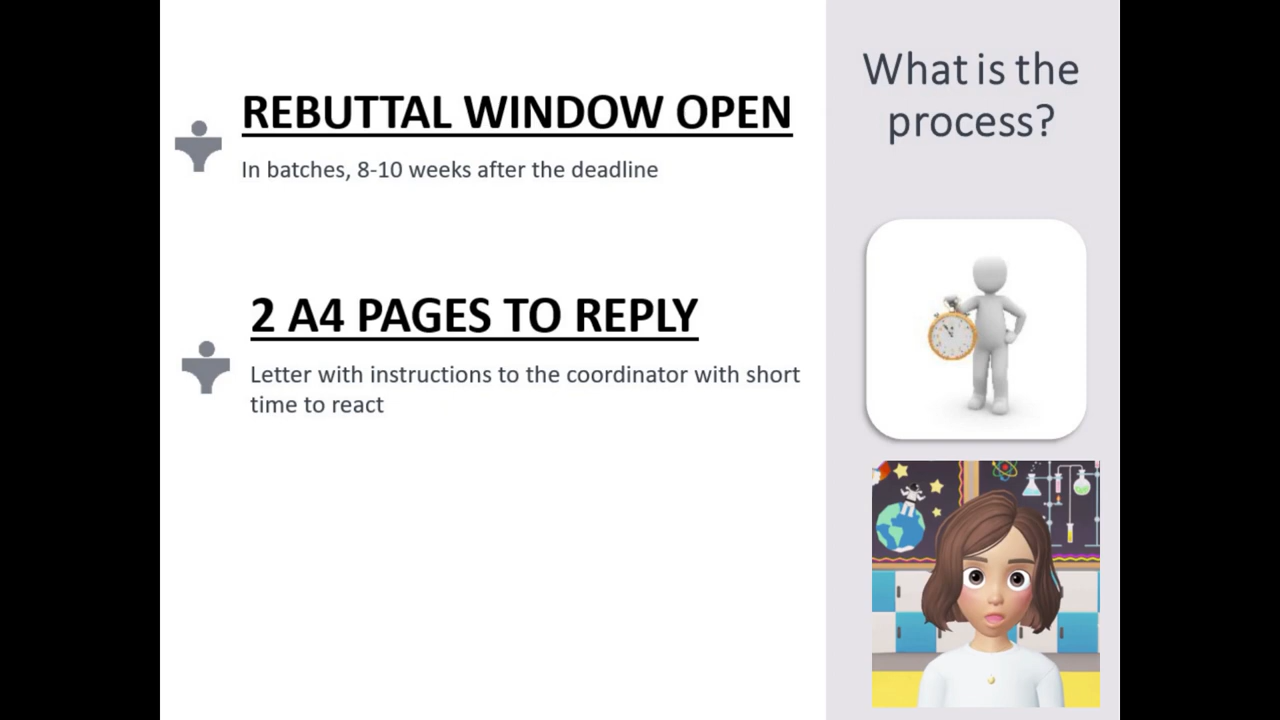 REBUTTAL WINDOW OPEN
In batches, 8-10 weeks after the deadline
2 A4 PAGES TO REPLY
Letter with instructions to the coordinator with short
time to react
What is the
process?